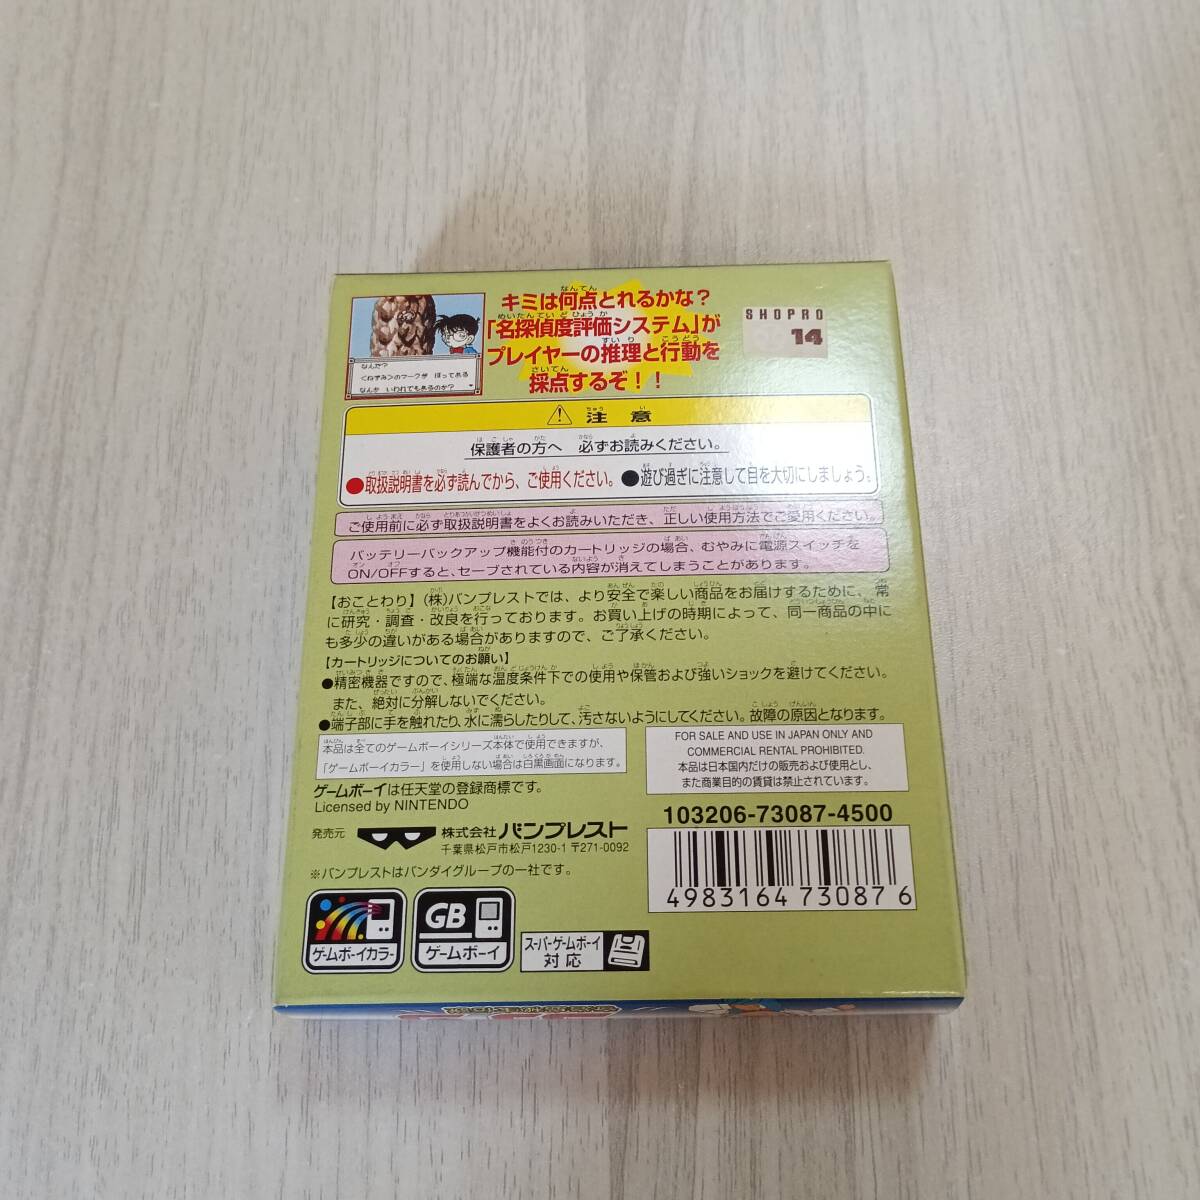 なんだ?
<ねずみ>のマークが ほってある
なんか いわれでもあるのか?
キミは何点とれるかな?
「名探偵度評価システム」が
プレイヤーの推理と行動を
採点するぞ!!
SHOPRO
14
注意
保護者の方へ 必ずお読みください。
●取扱説明書を必ず読んでから、ご使用ください。 ●遊び過ぎに注意して目を大切にしましょう。
ご使用前に必ず取扱説明書をよくお読みいただき、正しい使用方法でご愛用ください。
バッテリーバックアップ機能付のカートリッジの場合、むやみに電源スイッチを
ON/OFFすると、セーブされている内容が消えてしまうことがあります。
【おことわり】(株)バンプレストでは、より安全で楽しい商品をお届けするために、常
に研究・調査・改良を行っております。お買い上げの時期によって、同一商品の中に
も多少の違いがある場合がありますので、ご了承ください。
【カートリッジについてのお願い】
●精密機器ですので、極端な温度条件下での使用や保管および強いショックを避けてください。
また、絶対に分解しないでください。
●端子部に手を触れたり、水に濡らしたりして、汚さないようにしてください。故障の原因となります。
本品は全てのゲームボーイシリーズ本体で使用できますが、
「ゲームボーイカラー」を使用しない場合は白黒画面になります。
FOR SALE AND USE IN JAPAN ONLY AND
COMMERCIAL RENTAL PROHIBITED.
本品は日本国内だけの販売および使用とし、
また商業目的の賃貸は禁止されています。
ゲームボーイは任天堂の登録商標です。
Licensed by NINTENDO
103206-73087-4500
発売元 株式会社 バンプレスト
千葉県松戸市松戸1230-1 〒271-0092
※バンプレストはバンダイグループの一社です。
4983164 730876
ゲームボーイカラー
GB
ゲームボーイ
スーパーゲームボーイ
対応